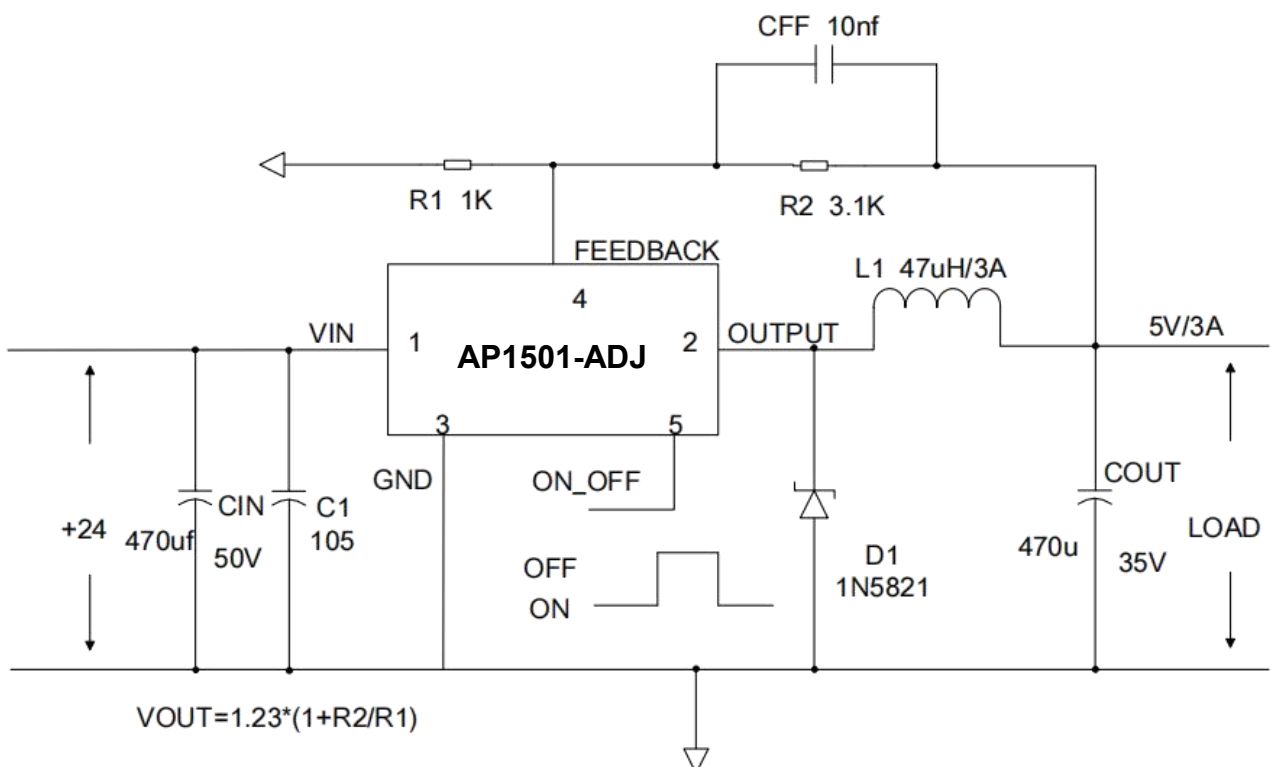 CFF 10nf
R1 1K
R2 3.1K
FEEDBACK
L1 47uH/3A
4
VIN
1
AP1501-ADJ
2
OUTPUT
5V/3A
3
5
GND
ON_OFF
COUT
+24
470uf
CIN
50V
C1
105
OFF
ON
D1
1N5821
470u
35V
LOAD
VOUT=1.23*(1+R2/R1)